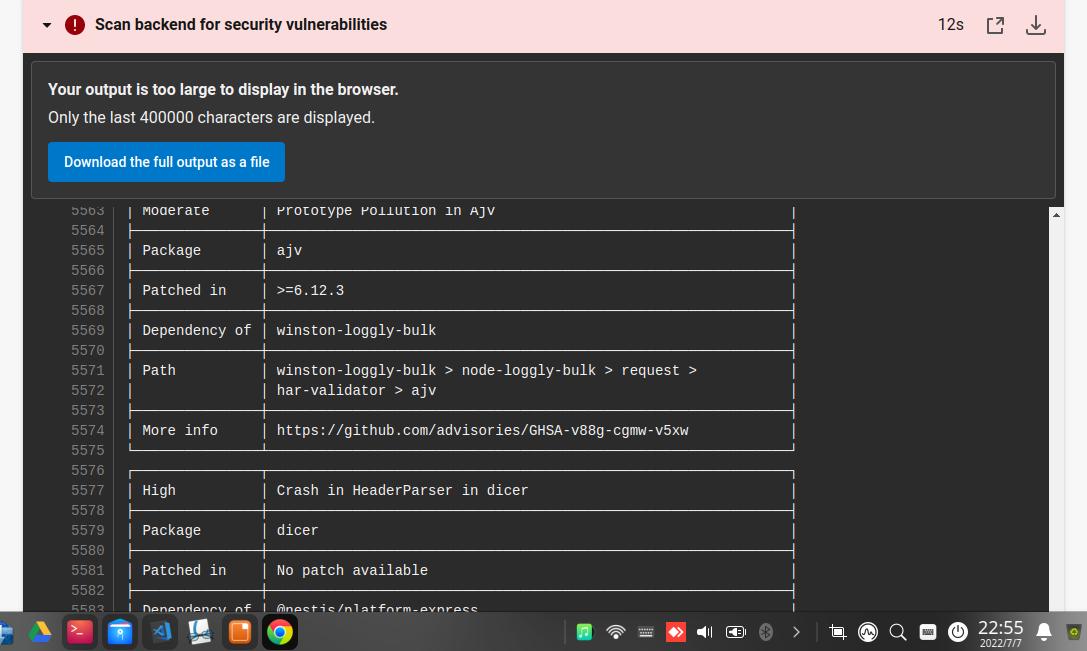 Scan backend for security vulnerabilities 12s
Your output is too large to display in the browser.
Only the last 400000 characters are displayed.
Download the full output as a file
5563 | Moderate | Prototype Pollution in Ajv |
5564
5565 | Package | ajv |
5566
5567 | Patched in | >=6.12.3 |
5568
5569 | Dependency of | winston-loggly-bulk |
5570
5571 | Path | winston-loggly-bulk > node-loggly-bulk > request > |
5572 | | har-validator > ajv |
5573
5574 | More info | https://github.com/advisories/GHSA-v88g-cgmw-v5xw |
5575
5576
5577 | High | Crash in HeaderParser in dicer |
5578
5579 | Package | dicer |
5580
5581 | Patched in | No patch available |
5582
5583 | Dependency of | @nestjs/platform-express |
22:55
2022/7/7